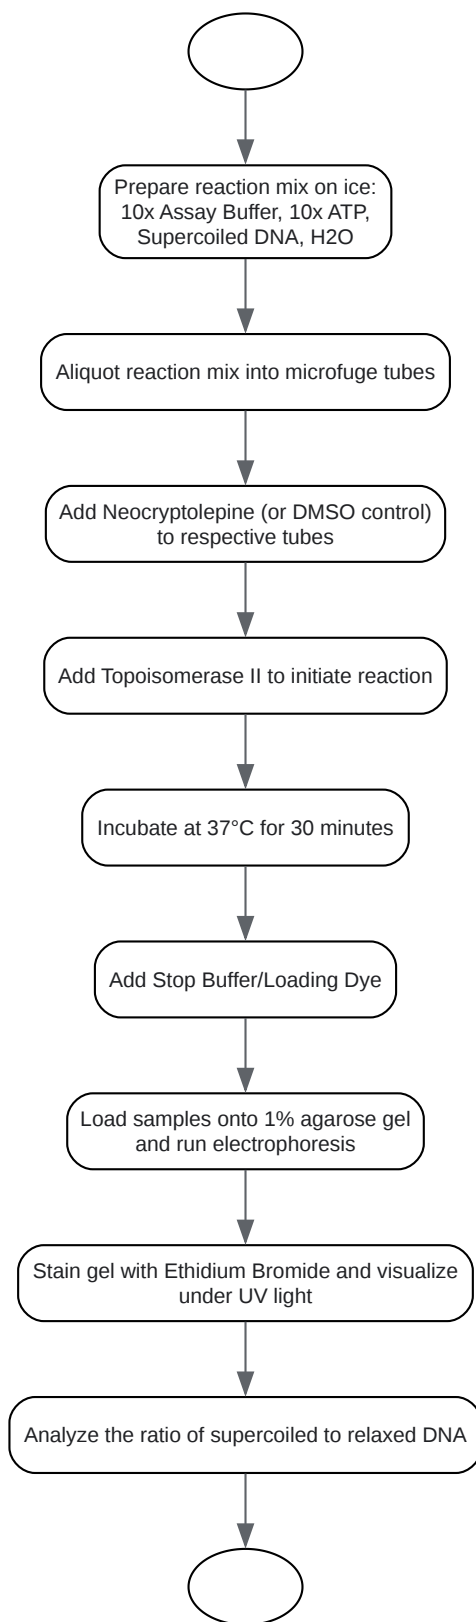 Prepare reaction mix on ice:
10x Assay Buffer, 10x ATP,
Supercoiled DNA, H2O
Aliquot reaction mix into microfuge tubes
Add Neocryptolepine (or DMSO control)
to respective tubes
Add Topoisomerase II to initiate reaction
Incubate at 37°C for 30 minutes
Add Stop Buffer/Loading Dye
Load samples onto 1% agarose gel
and run electrophoresis
Stain gel with Ethidium Bromide and visualize
under UV light
Analyze the ratio of supercoiled to relaxed DNA